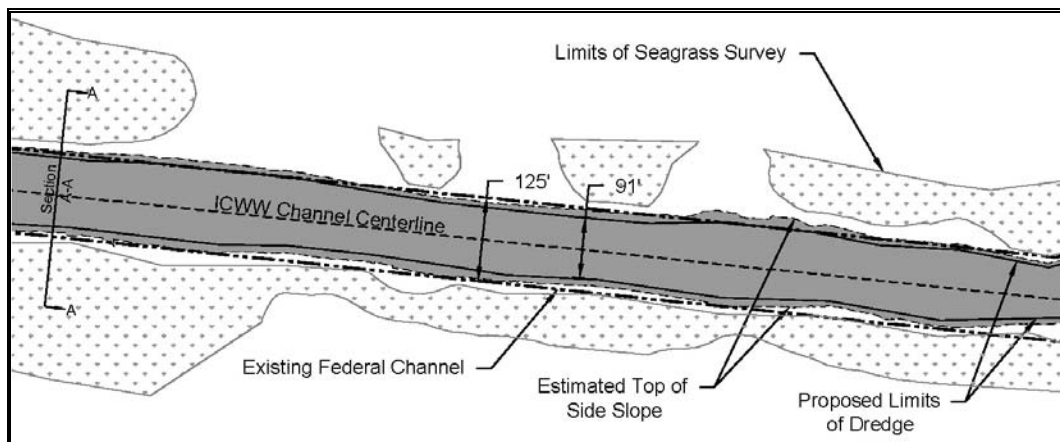 Limits of Seagrass Survey
A
Section
A-A
A
125'
91'
ICWW Channel Centerline
Existing Federal Channel
Estimated Top of
Side Slope
Proposed Limits
of Dredge